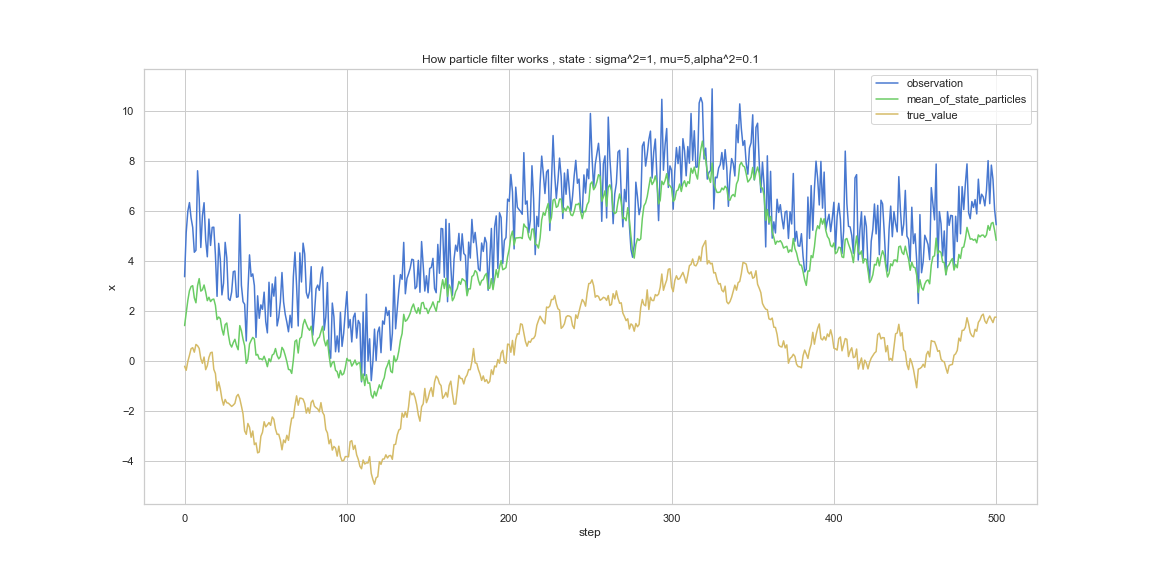 How particle filter works , state : sigma^2=1, mu=5,alpha^2=0.1
observation
mean_of_state_particles
true_value
10
8
6
4
2
0
−2
−4
x
0 100 200 300 400 500
step